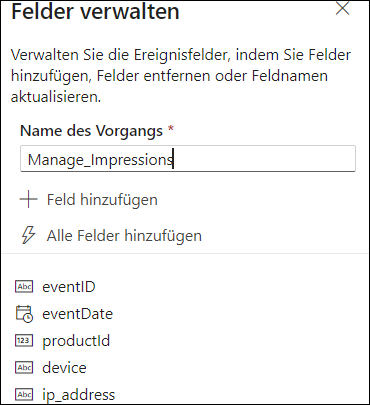 Felder verwalten
Verwalten Sie die Ereignisfelder, indem Sie Felder
hinzufügen, Felder entfernen oder Feldnamen
aktualisieren.
Name des Vorgangs *
Manage_Impressions
Feld hinzufügen
Alle Felder hinzufügen
Abc eventID
eventDate
123 productId
Abc device
Abc ip_address